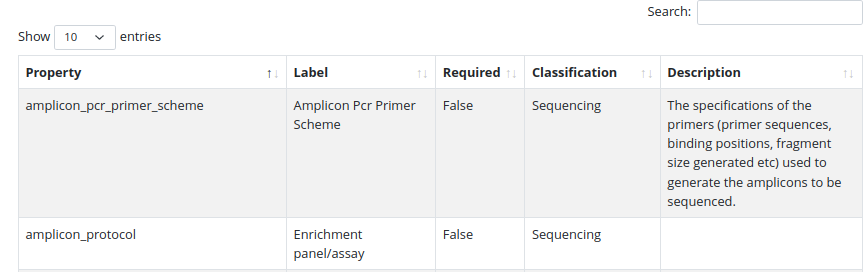 Search:
Show 10 entries
Property Label Required Classification Description
amplicon_pcr_primer_scheme Amplicon Pcr Primer False Sequencing The specifications of the
Scheme primers (primer sequences,
binding positions, fragment
size generated etc) used to
generate the amplicons to be
sequenced.
amplicon_protocol Enrichment False Sequencing
panel/assay